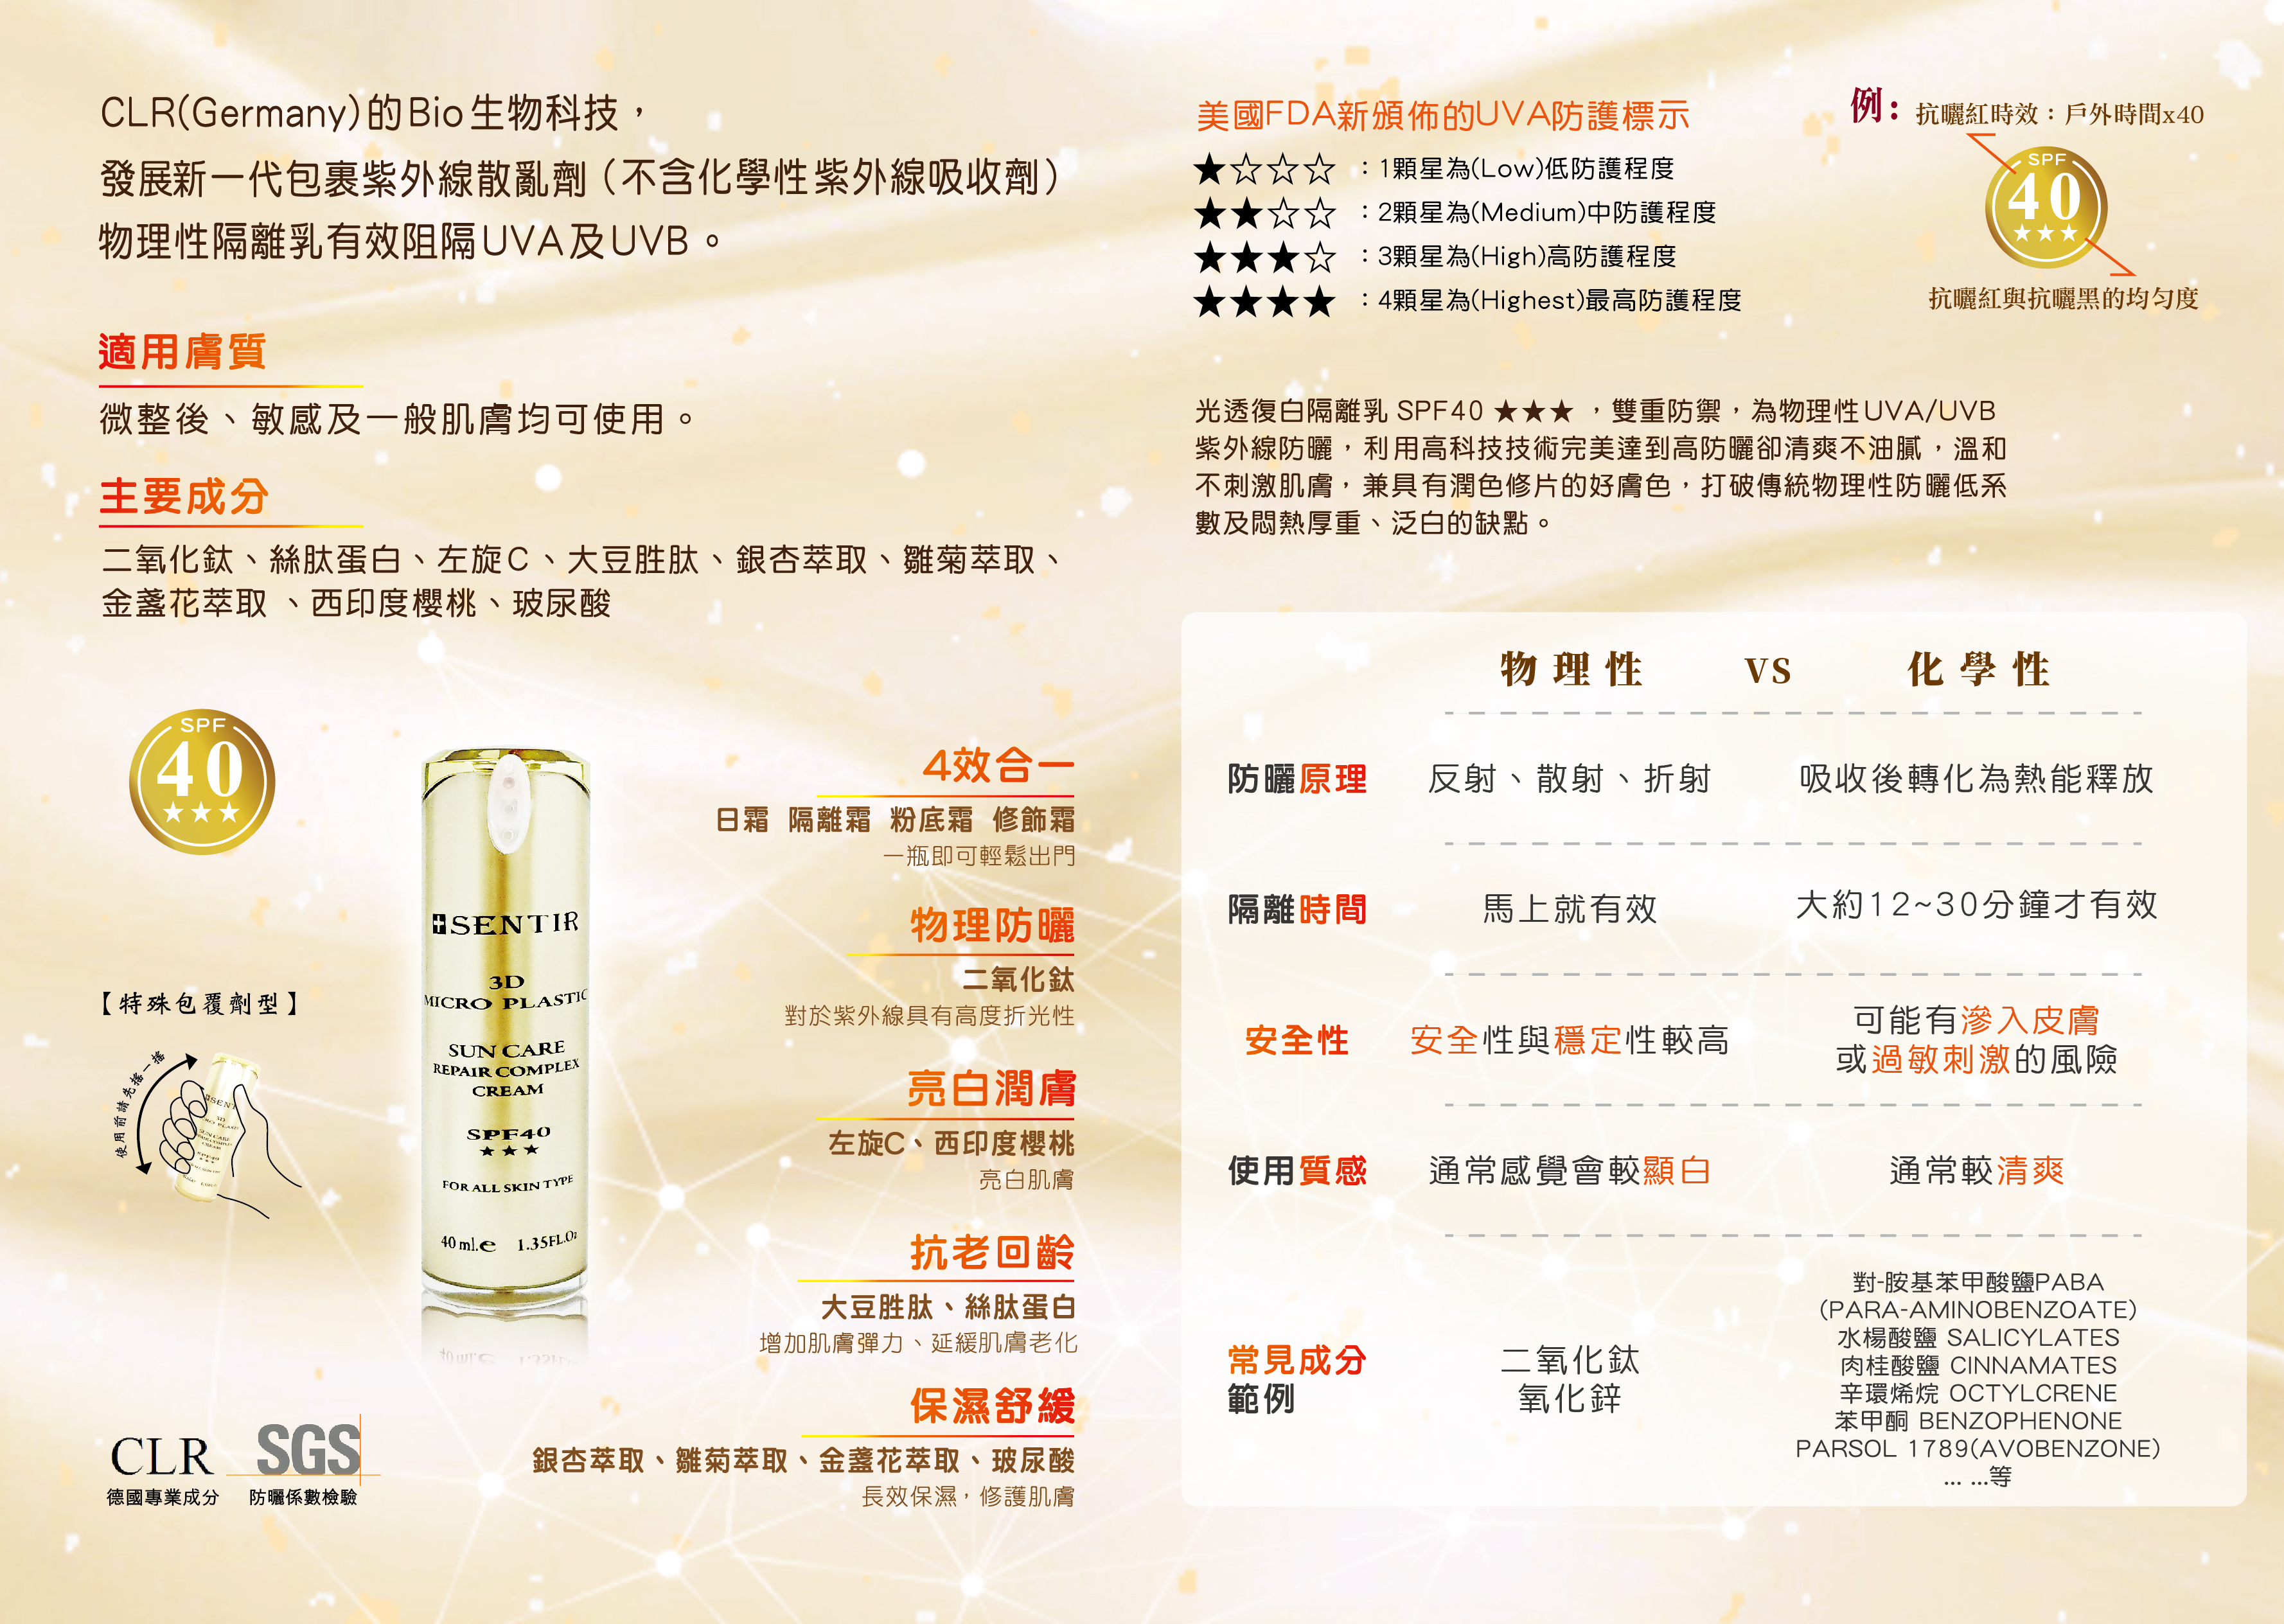 CLR(Germany)的Bio生物科技，
發展新一代包裹紫外線散亂劑（不含化學性紫外線吸收劑）
物理性隔離乳有效阻隔UVA及UVB。
適用膚質
微整後、敏感及一般肌膚均可使用。
主要成分
二氧化鈦、絲肽蛋白、左旋C、大豆胜肽、銀杏萃取、雛菊萃取、
金盞花萃取 、西印度櫻桃、玻尿酸
SPF
40
★★★
【特殊包覆劑型】
使用前請先搖一搖
SENTIR
3D
MICRO PLASTIC
SUN CARE
REPAIR COMPLEX
CREAM
SPF40
★★★
FOR ALL SKIN TYPE
40 ml.e 1.35FL.Oz
CLR
德國專業成分
SGS
防曬係數檢驗
4效合一
日霜 隔離霜 粉底霜 修飾霜
一瓶即可輕鬆出門
物理防曬
二氧化鈦
對於紫外線具有高度折光性
亮白潤膚
左旋C、西印度櫻桃
亮白肌膚
抗老回齡
大豆胜肽、絲肽蛋白
增加肌膚彈力、延緩肌膚老化
保濕舒緩
銀杏萃取、雛菊萃取、金盞花萃取、玻尿酸
長效保濕，修護肌膚
美國FDA新頒佈的UVA防護標示
★☆☆☆：1顆星為(Low)低防護程度
★★☆☆：2顆星為(Medium)中防護程度
★★★☆：3顆星為(High)高防護程度
★★★★：4顆星為(Highest)最高防護程度
例：抗曬紅時效：戶外時間x40
SPF
40
★★★
抗曬紅與抗曬黑的均勻度
光透復白隔離乳 SPF40 ★★★ ，雙重防禦，為物理性UVA/UVB
紫外線防曬，利用高科技技術完美達到高防曬卻清爽不油膩，溫和
不刺激肌膚，兼具有潤色修片的好膚色，打破傳統物理性防曬低系
數及悶熱厚重、泛白的缺點。
物理性 VS 化學性
防曬原理 反射、散射、折射 吸收後轉化為熱能釋放
隔離時間 馬上就有效 大約12~30分鐘才有效
安全性 安全性與穩定性較高 可能有滲入皮膚
或過敏刺激的風險
使用質感 通常感覺會較顯白 通常較清爽
常見成分
範例
二氧化鈦
氧化鋅
對-胺基苯甲酸鹽PABA
(PARA-AMINOBENZOATE)
水楊酸鹽 SALICYLATES
肉桂酸鹽 CINNAMATES
辛環烯烷 OCTYLCRENE
苯甲酮 BENZOPHENONE
PARSOL 1789(AVOBENZONE)
... ...等